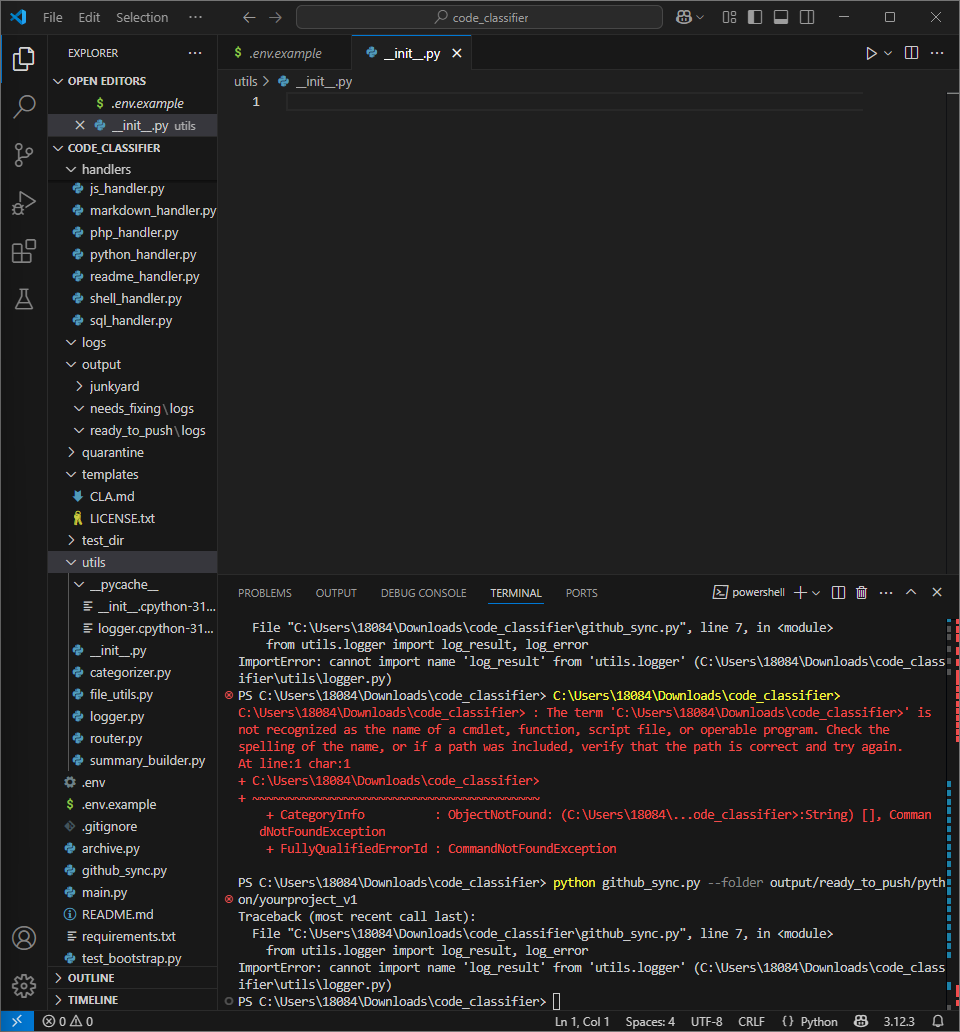 File Edit Selection ··· code_classifier
EXPLORER ···
OPEN EDITORS
$ .env.example
__init__.py utils
CODE_CLASSIFIER
handlers
js_handler.py
markdown_handler.py
php_handler.py
python_handler.py
readme_handler.py
shell_handler.py
sql_handler.py
logs
output
junkyard
needs_fixing\logs
ready_to_push\logs
quarantine
templates
CLA.md
LICENSE.txt
test_dir
utils
__pycache__
__init__.cpython-31...
logger.cpython-31...
__init__.py
categorizer.py
file_utils.py
logger.py
router.py
summary_builder.py
.env
$ .env.example
.gitignore
archive.py
github_sync.py
main.py
README.md
requirements.txt
test_bootstrap.py
OUTLINE
TIMELINE
$ .env.example __init__.py
utils > __init__.py
1
PROBLEMS OUTPUT DEBUG CONSOLE TERMINAL PORTS powershell
File "C:\Users\18084\Downloads\code_classifier\github_sync.py", line 7, in <module>
from utils.logger import log_result, log_error
ImportError: cannot import name 'log_result' from 'utils.logger' (C:\Users\18084\Downloads\code_class
ifier\utils\logger.py)
PS C:\Users\18084\Downloads\code_classifier> C:\Users\18084\Downloads\code_classifier>
C:\Users\18084\Downloads\code_classifier> : The term 'C:\Users\18084\Downloads\code_classifier>' is
not recognized as the name of a cmdlet, function, script file, or operable program. Check the
spelling of the name, or if a path was included, verify that the path is correct and try again.
At line:1 char:1
+ C:\Users\18084\Downloads\code_classifier>
+ ~~~~~~~~~~~~~~~~~~~~~~~~~~~~~~~~~~~~~~~~~
+ CategoryInfo : ObjectNotFound: (C:\Users\18084\...ode_classifier>:String) [], Comman
dNotFoundException
+ FullyQualifiedErrorId : CommandNotFoundException
PS C:\Users\18084\Downloads\code_classifier> python github_sync.py --folder output/ready_to_push/pyth
on/yourproject_v1
Traceback (most recent call last):
File "C:\Users\18084\Downloads\code_classifier\github_sync.py", line 7, in <module>
from utils.logger import log_result, log_error
ImportError: cannot import name 'log_result' from 'utils.logger' (C:\Users\18084\Downloads\code_class
ifier\utils\logger.py)
PS C:\Users\18084\Downloads\code_classifier>
0 0 Ln 1, Col 1 Spaces: 4 UTF-8 CRLF {} Python 3.12.3